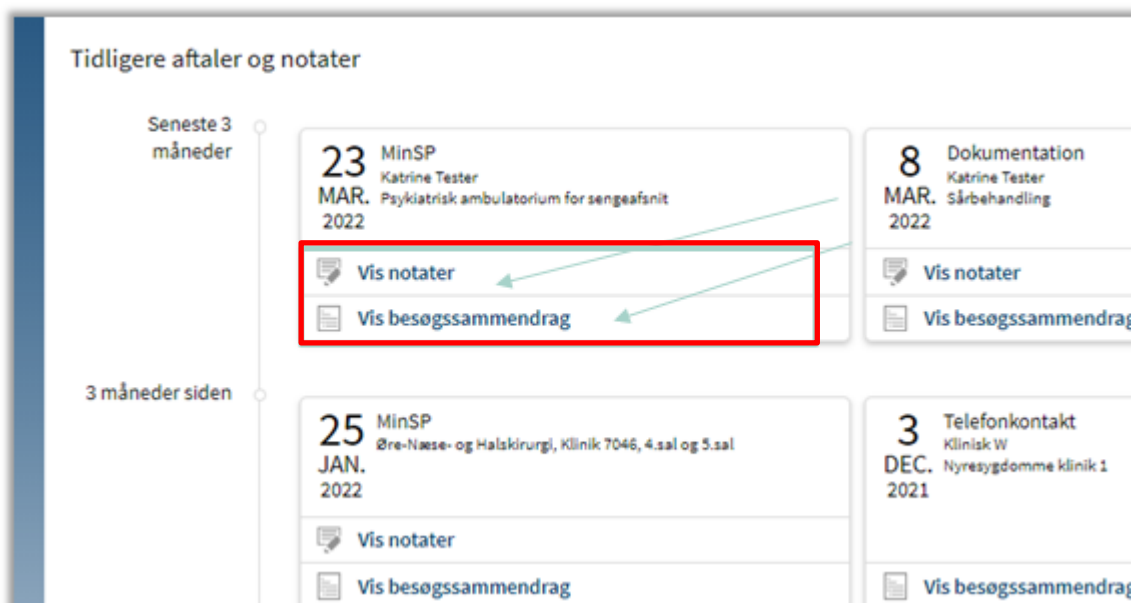 Tidligere aftaler og notater
Seneste 3
måneder
23
MAR.
2022
MinSP
Katrine Tester
Psykiatrisk ambulatorium for sengeafsnit
Vis notater
Vis besøgssammendrag
8
MAR.
2022
Dokumentation
Katrine Tester
Sårbehandling
Vis notater
Vis besøgssammendrag
3 måneder siden
25
JAN.
2022
MinSP
Øre-Næse- og Halskirurgi, Klinik 7046, 4.sal og 5.sal
Vis notater
Vis besøgssammendrag
3
DEC.
2021
Telefonkontakt
Klinisk W
Nyresygdomme klinik 1
Vis besøgssammendrag